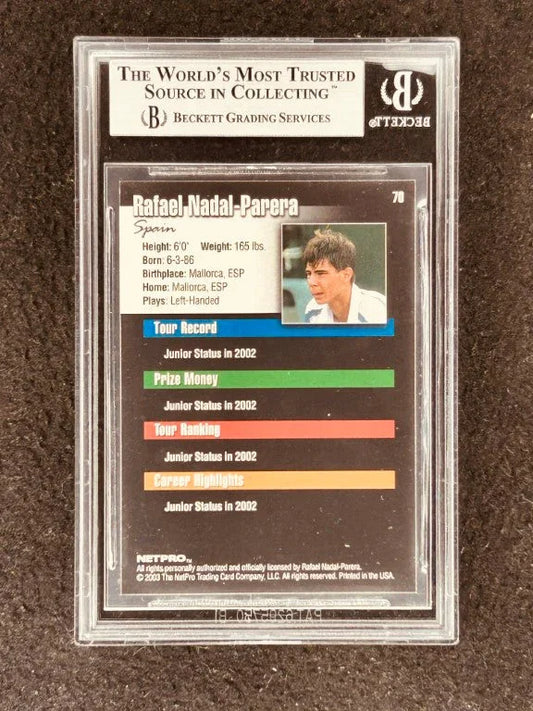 THE WORLD'S MOST TRUSTED
SOURCE IN COLLECTING™
B BECKETT GRADING SERVICES
B
BECKETT
Rafael Nadal-Parera
70
Spain
Height: 6'0' Weight: 165 lbs.
Born: 6-3-86
Birthplace: Mallorca, ESP
Home: Mallorca, ESP
Plays: Left-Handed
Tour Record
Junior Status in 2002
Prize Money
Junior Status in 2002
Tour Ranking
Junior Status in 2002
Career Highlights
Junior Status in 2002
NETPRO™
All rights personally authorized and officially licensed by Rafael Nadal-Parera.
© 2003 The NetPro Trading Card Company, LLC. All rights reserved. Printed in the USA.